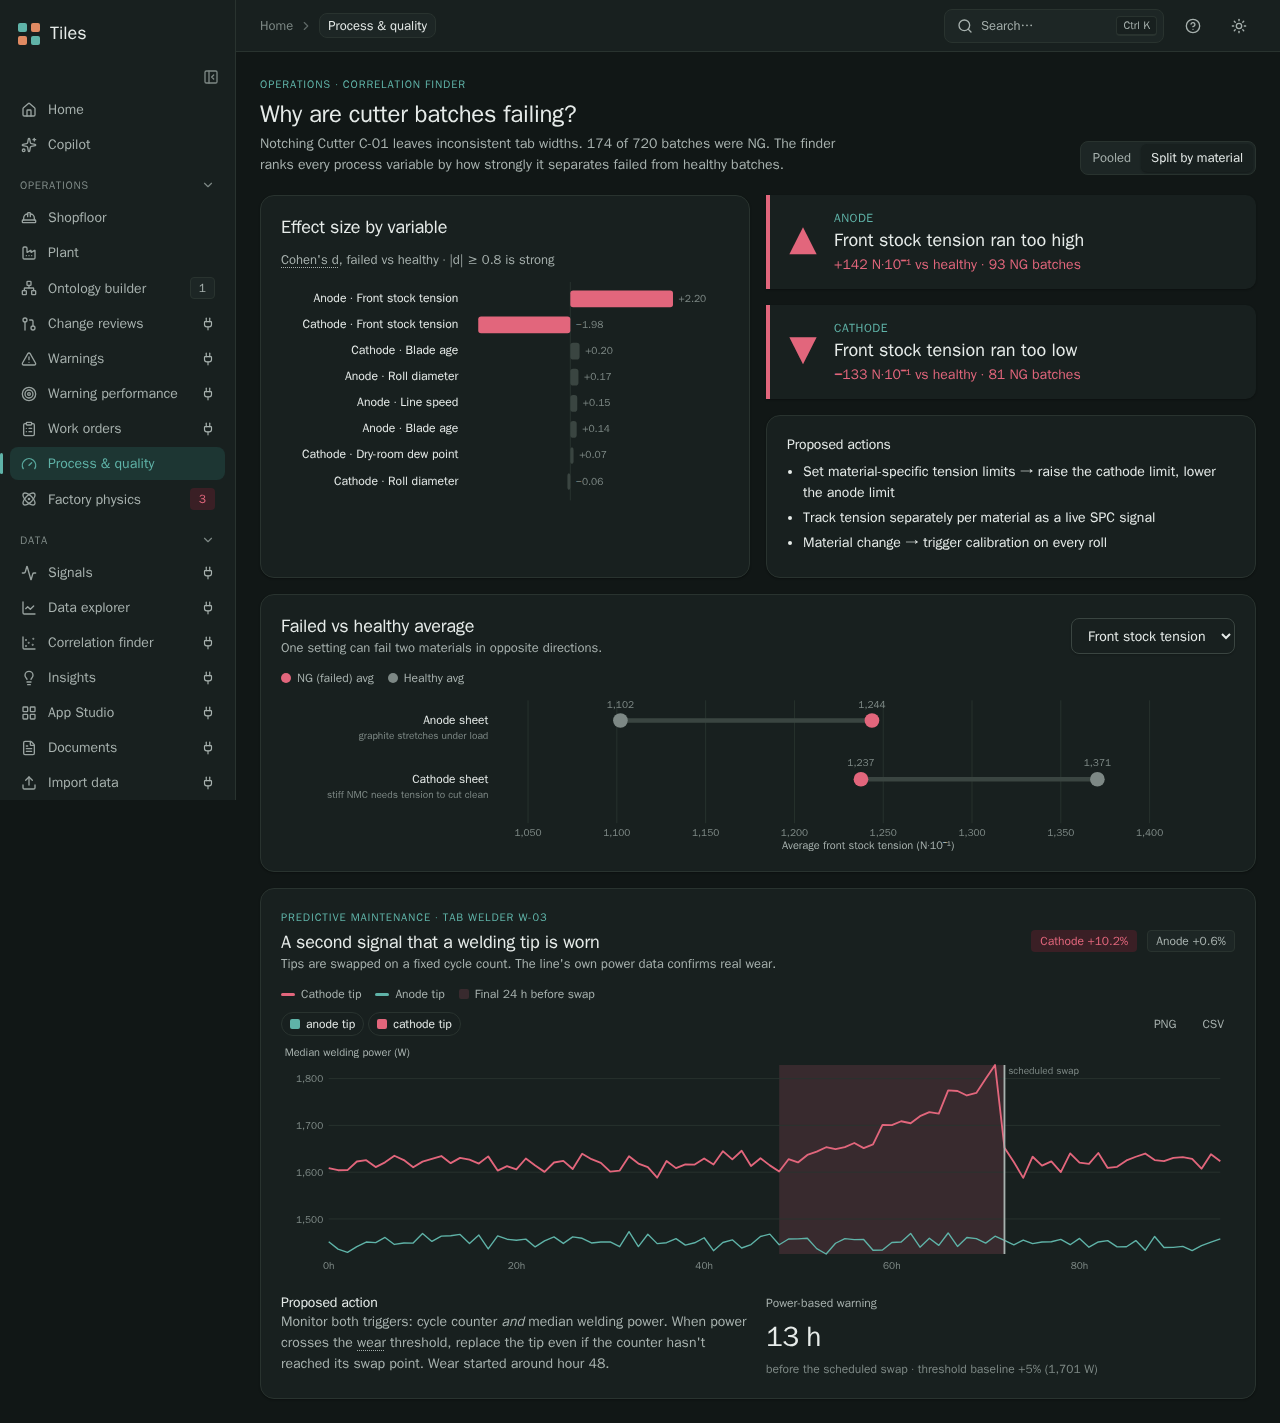 Tiles
Home
Copilot
OPERATIONS
Shopfloor
Plant
Ontology builder 1
Change reviews
Warnings
Warning performance
Work orders
Process & quality
Factory physics 3
DATA
Signals
Data explorer
Correlation finder
Insights
App Studio
Documents
Import data
Home > Process & quality
Search··· Ctrl K
OPERATIONS · CORRELATION FINDER
Why are cutter batches failing?
Notching Cutter C-01 leaves inconsistent tab widths. 174 of 720 batches were NG. The finder
ranks every process variable by how strongly it separates failed from healthy batches.
Pooled Split by material
Effect size by variable
Cohen's d, failed vs healthy · |d| ≥ 0.8 is strong
Anode · Front stock tension +2.20
Cathode · Front stock tension −1.98
Cathode · Blade age +0.20
Anode · Roll diameter +0.17
Anode · Line speed +0.15
Anode · Blade age +0.14
Cathode · Dry-room dew point +0.07
Cathode · Roll diameter −0.06
ANODE
Front stock tension ran too high
+142 N·10⁻¹ vs healthy · 93 NG batches
CATHODE
Front stock tension ran too low
−133 N·10⁻¹ vs healthy · 81 NG batches
Proposed actions
• Set material-specific tension limits → raise the cathode limit, lower
the anode limit
• Track tension separately per material as a live SPC signal
• Material change → trigger calibration on every roll
Failed vs healthy average
One setting can fail two materials in opposite directions.
Front stock tension
NG (failed) avg Healthy avg
1,102 1,244
Anode sheet
graphite stretches under load
1,237 1,371
Cathode sheet
stiff NMC needs tension to cut clean
1,050 1,100 1,150 1,200 1,250 1,300 1,350 1,400
Average front stock tension (N·10⁻¹)
PREDICTIVE MAINTENANCE · TAB WELDER W-03
A second signal that a welding tip is worn
Tips are swapped on a fixed cycle count. The line's own power data confirms real wear.
Cathode +10.2% Anode +0.6%
Cathode tip Anode tip Final 24 h before swap
anode tip cathode tip
PNG CSV
Median welding power (W)
scheduled swap
1,800
1,700
1,600
1,500
0h 20h 40h 60h 80h
Proposed action
Monitor both triggers: cycle counter and median welding power. When power
crosses the wear threshold, replace the tip even if the counter hasn't
reached its swap point. Wear started around hour 48.
Power-based warning
13 h
before the scheduled swap · threshold baseline +5% (1,701 W)